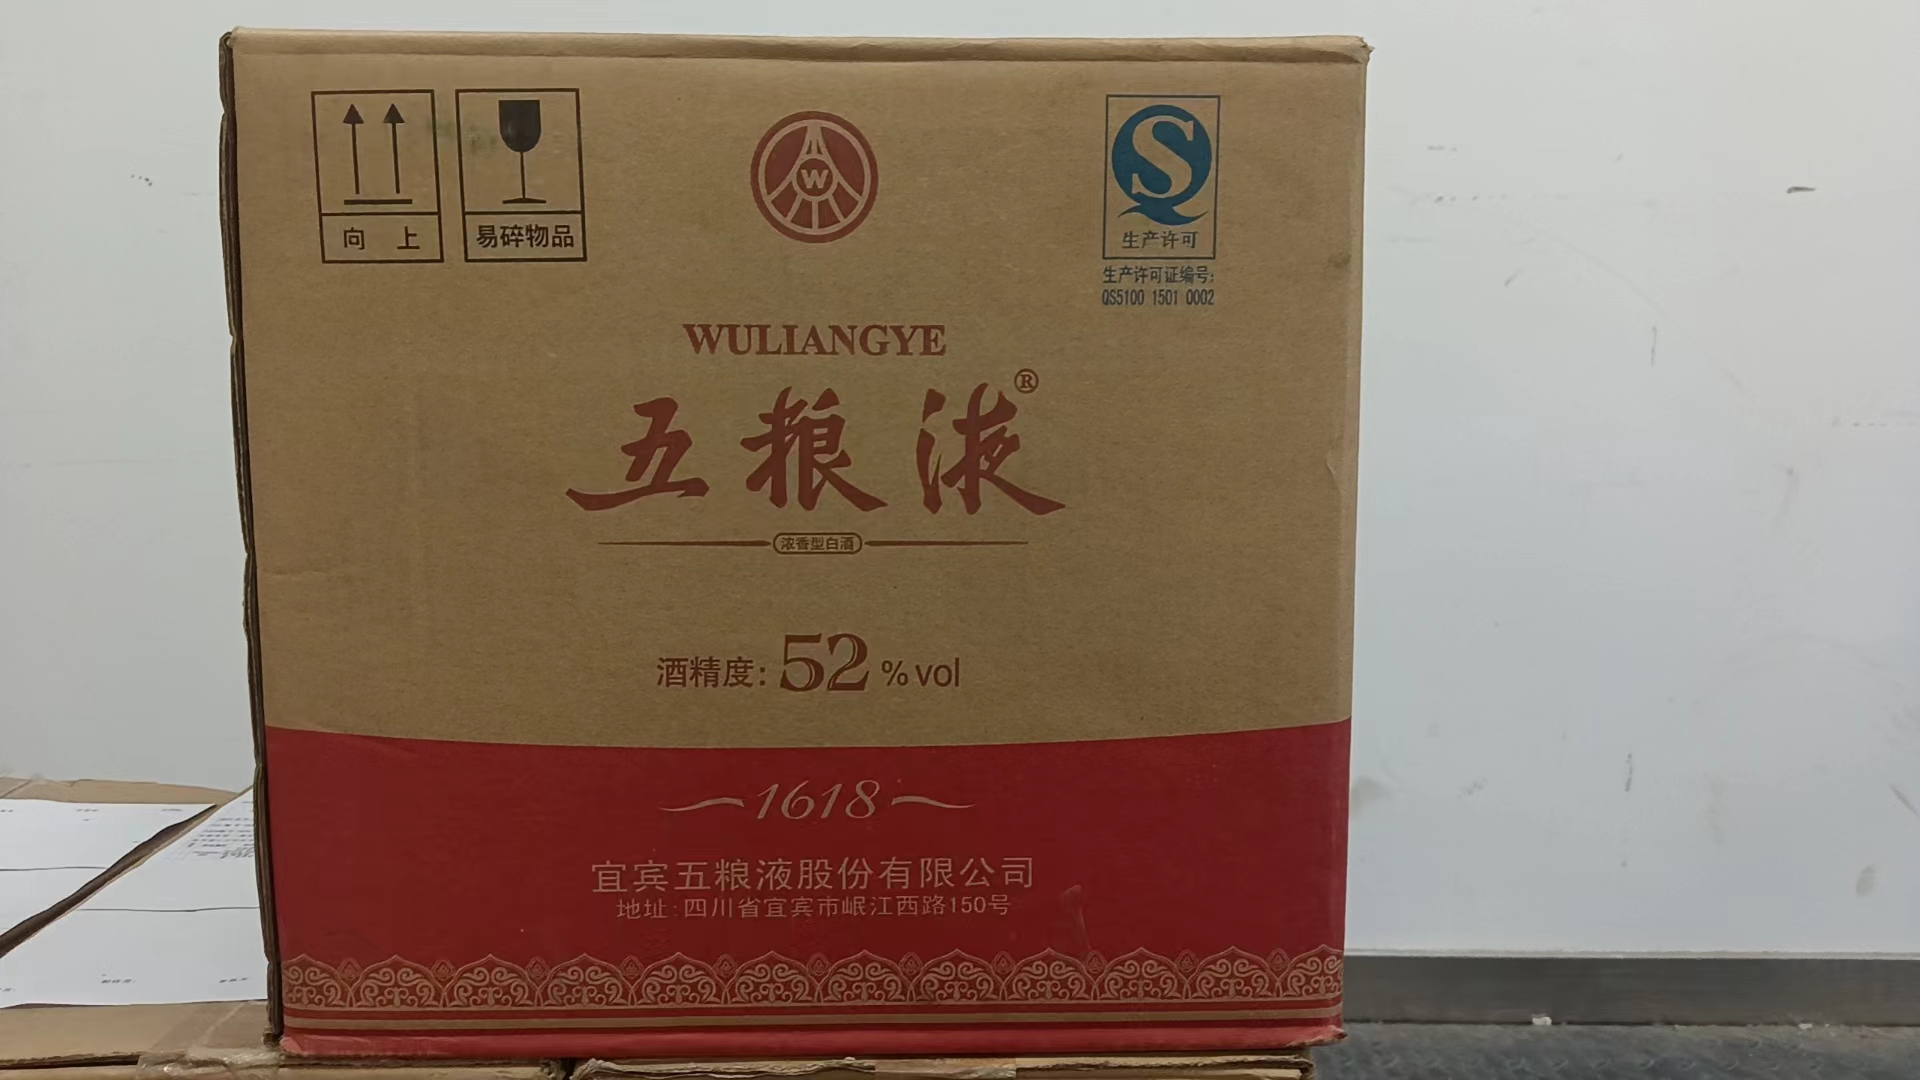 向 上
易碎物品
W
S
生产许可
生产许可证编号:
QS5100 1501 0002
WULIANGYE
五粮液®
浓香型白酒
酒精度: 52 % vol
1618
宜宾五粮液股份有限公司
地址:四川省宜宾市岷江西路150号